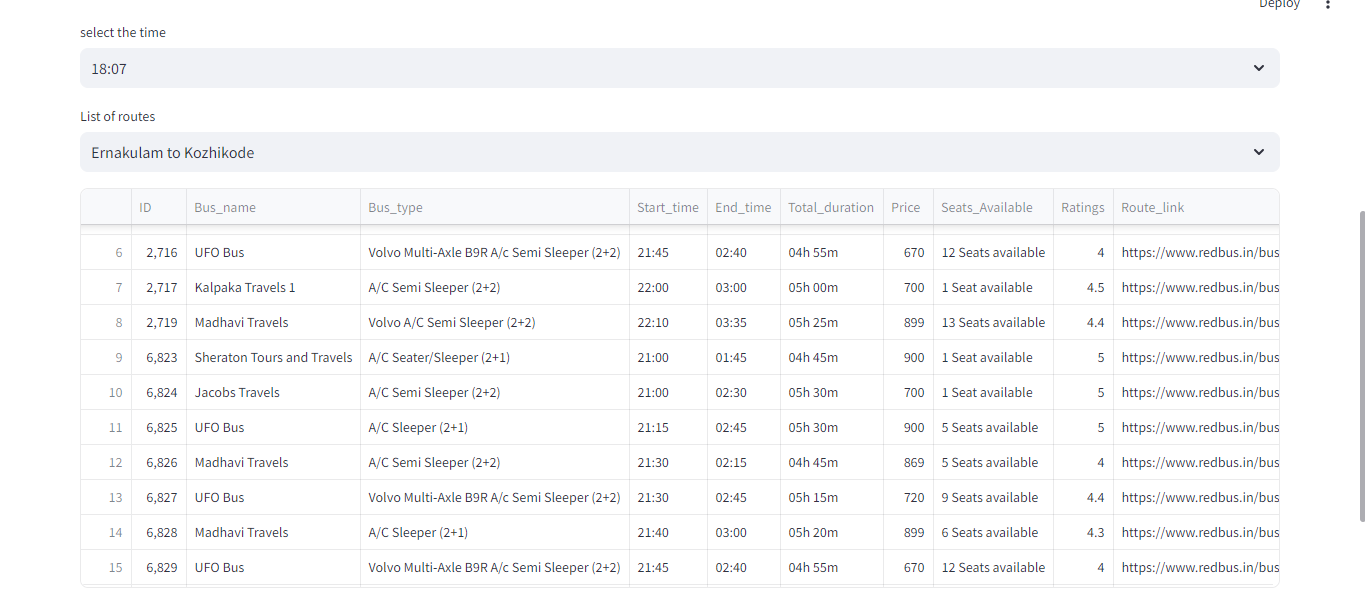 Deploy
select the time
18:07
List of routes
Ernakulam to Kozhikode
ID Bus_name Bus_type Start_time End_time Total_duration Price Seats_Available Ratings Route_link
6 2,716 UFO Bus Volvo Multi-Axle B9R A/c Semi Sleeper (2+2) 21:45 02:40 04h 55m 670 12 Seats available 4 https://www.redbus.in/bus
7 2,717 Kalpaka Travels 1 A/C Semi Sleeper (2+2) 22:00 03:00 05h 00m 700 1 Seat available 4.5 https://www.redbus.in/bus
8 2,719 Madhavi Travels Volvo A/C Semi Sleeper (2+2) 22:10 03:35 05h 25m 899 13 Seats available 4.4 https://www.redbus.in/bus
9 6,823 Sheraton Tours and Travels A/C Seater/Sleeper (2+1) 21:00 01:45 04h 45m 900 1 Seat available 5 https://www.redbus.in/bus
10 6,824 Jacobs Travels A/C Semi Sleeper (2+2) 21:00 02:30 05h 30m 700 1 Seat available 5 https://www.redbus.in/bus
11 6,825 UFO Bus A/C Sleeper (2+1) 21:15 02:45 05h 30m 900 5 Seats available 5 https://www.redbus.in/bus
12 6,826 Madhavi Travels A/C Semi Sleeper (2+2) 21:30 02:15 04h 45m 869 5 Seats available 4 https://www.redbus.in/bus
13 6,827 UFO Bus Volvo Multi-Axle B9R A/c Semi Sleeper (2+2) 21:30 02:45 05h 15m 720 9 Seats available 4.4 https://www.redbus.in/bus
14 6,828 Madhavi Travels A/C Sleeper (2+1) 21:40 03:00 05h 20m 899 6 Seats available 4.3 https://www.redbus.in/bus
15 6,829 UFO Bus Volvo Multi-Axle B9R A/c Semi Sleeper (2+2) 21:45 02:40 04h 55m 670 12 Seats available 4 https://www.redbus.in/bus